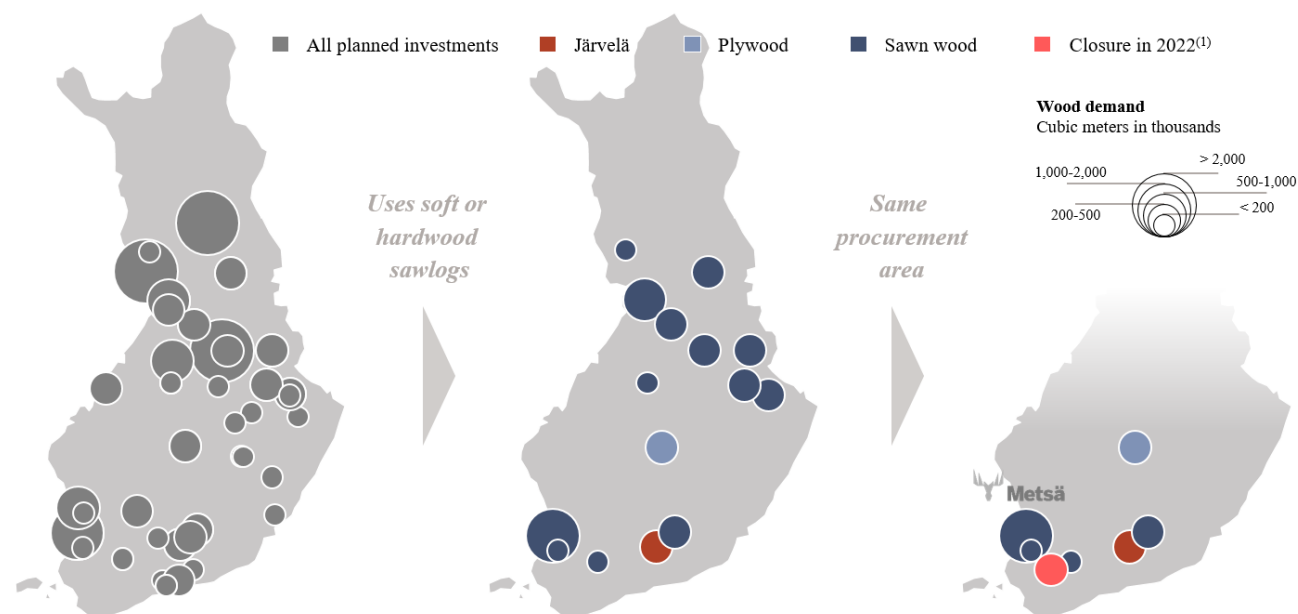 All planned investments
Järvelä
Plywood
Sawn wood
Closure in 2022(1)
Wood demand
Cubic meters in thousands
> 2,000
1,000-2,000
500-1,000
200-500
< 200
Uses soft or
hardwood
sawlogs
Same
procurement
area
Metsä